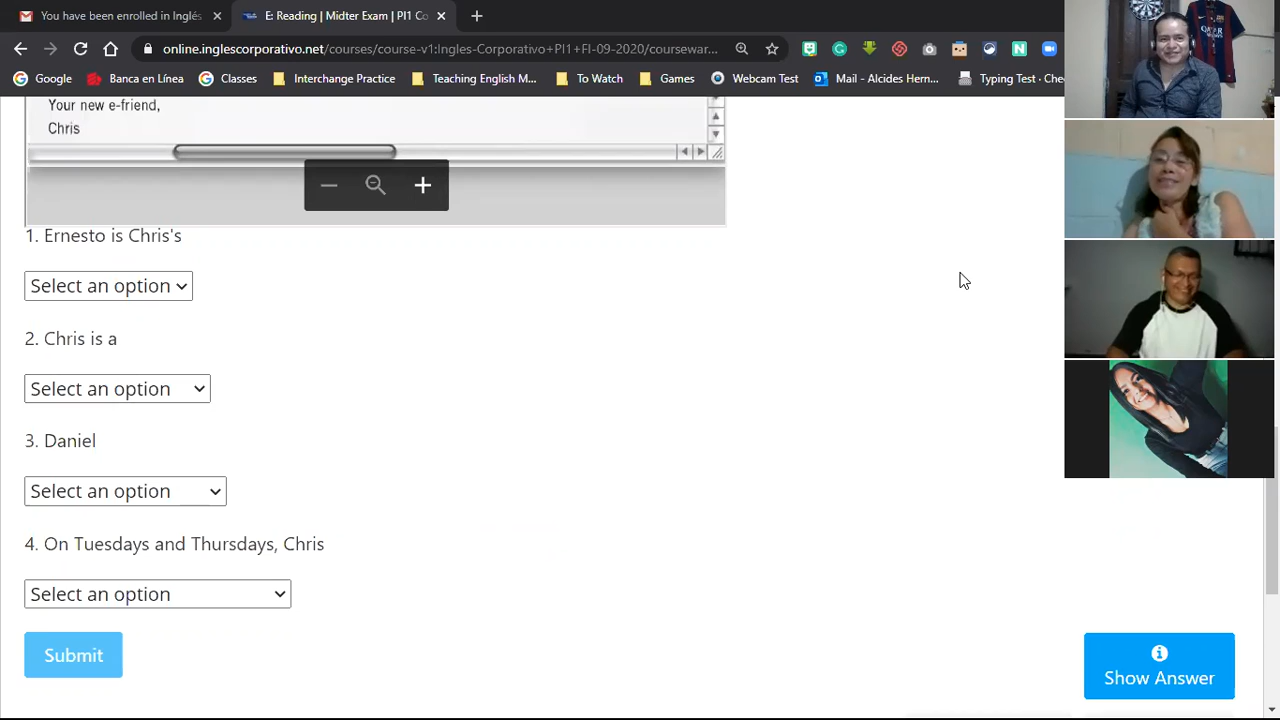 You have been enrolled in Inglés
E: Reading | Midter Exam | PI1 Co
online.inglescorporativo.net/courses/course-v1:InglesCorporativo+PI1+FI-09-2020/coursewar...
Google
Banca en Línea
Classes
Interchange Practice
Teaching English M...
To Watch
Games
Webcam Test
Mail - Alcides Hern...
Typing Test - Che
QATAR
Your new e-friend,
Chris
1. Ernesto is Chris's
Select an option
2. Chris is a
Select an option
3. Daniel
Select an option
4. On Tuesdays and Thursdays, Chris
Select an option
Submit
Show Answer